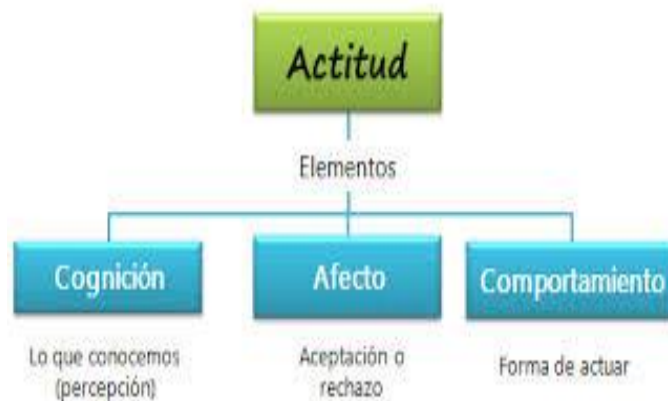 Actitud
Elementos
Cognición
Afecto
Comportamiento
Lo que conocemos
(percepción)
Aceptación o
rechazo
Forma de actuar